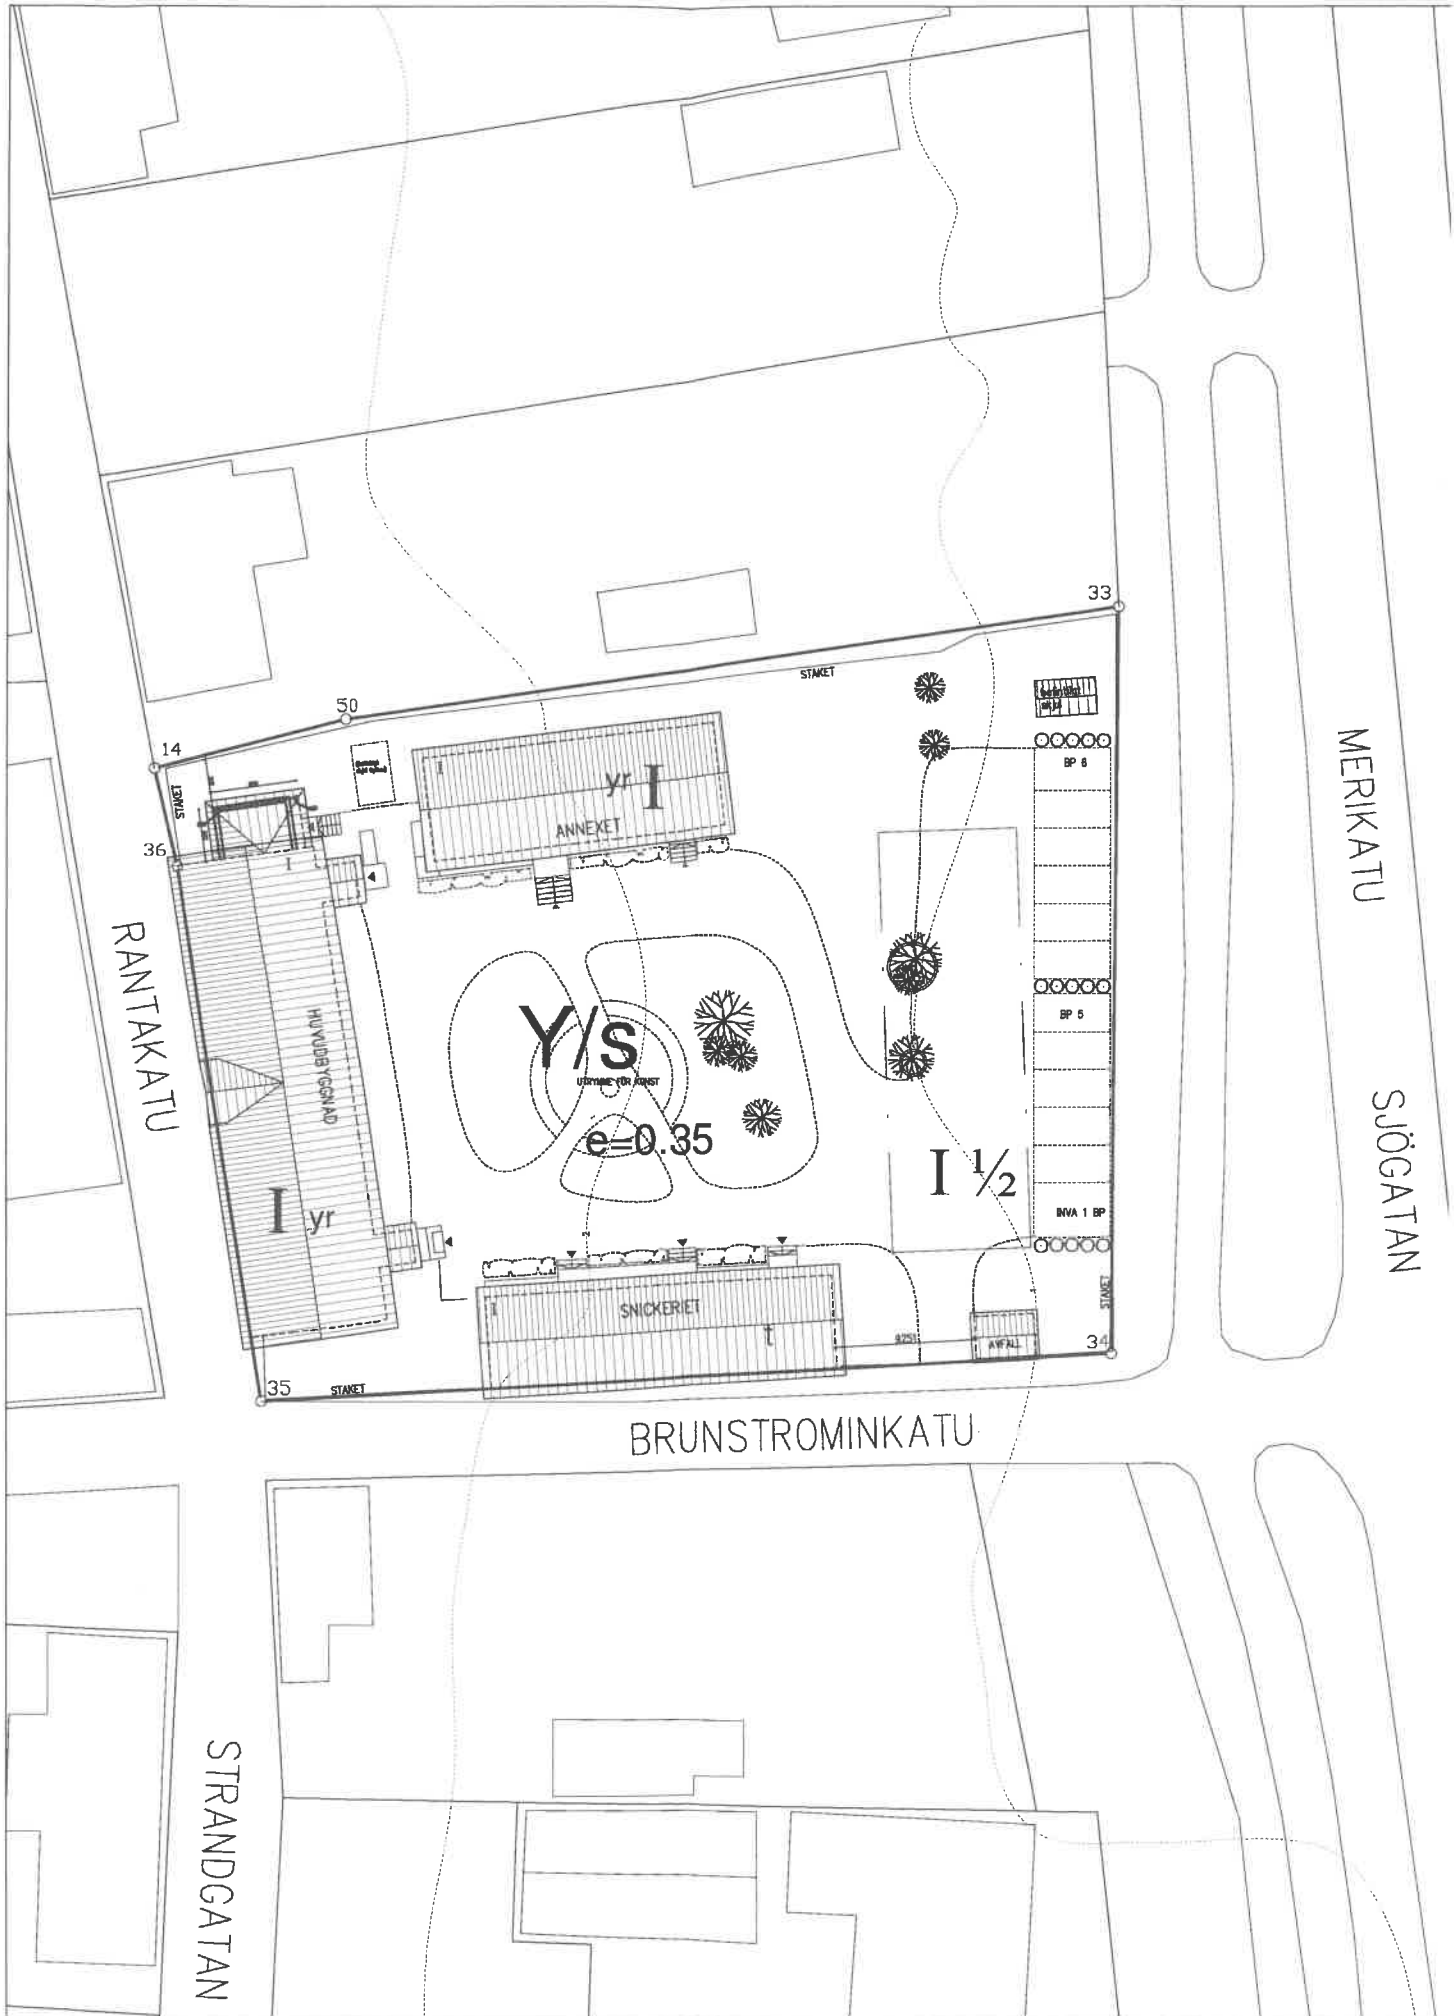 33
STAKET
50
14
STAKET
36
BP 6
yr I
I
ANNEXET
I
MERIKATU
RANTAKATU
HUVUDBYGGNAD
Y/s
UTRYMME FÖR KONST
BP 5
e=0.35
I ½
SJÖGATAN
I yr
INVA 1 BP
I
SNICKERIET
t
STAKET
9251
AVFALL
34
35
STAKET
BRUNSTROMINKATU
STRANDGATAN